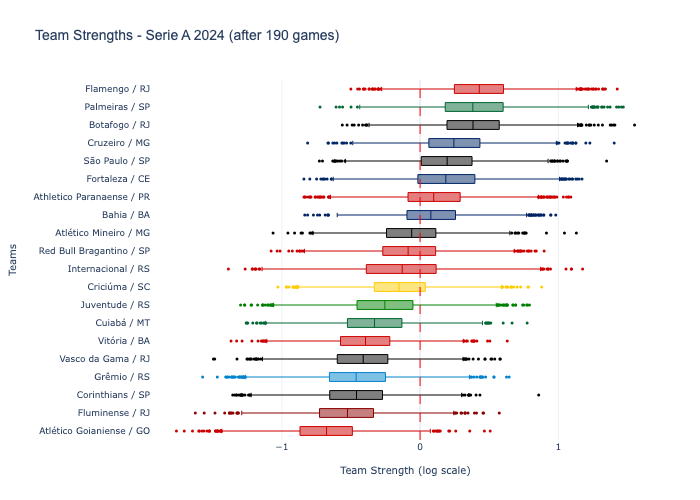 Team Strengths - Serie A 2024 (after 190 games)
Flamengo / RJ
Palmeiras / SP
Botafogo / RJ
Cruzeiro / MG
São Paulo / SP
Fortaleza / CE
Athletico Paranaense / PR
Bahia / BA
Atlético Mineiro / MG
Red Bull Bragantino / SP
Internacional / RS
Criciúma / SC
Juventude / RS
Cuiabá / MT
Vitória / BA
Vasco da Gama / RJ
Grêmio / RS
Corinthians / SP
Fluminense / RJ
Atlético Goianiense / GO
Teams
−1 0 1
Team Strength (log scale)